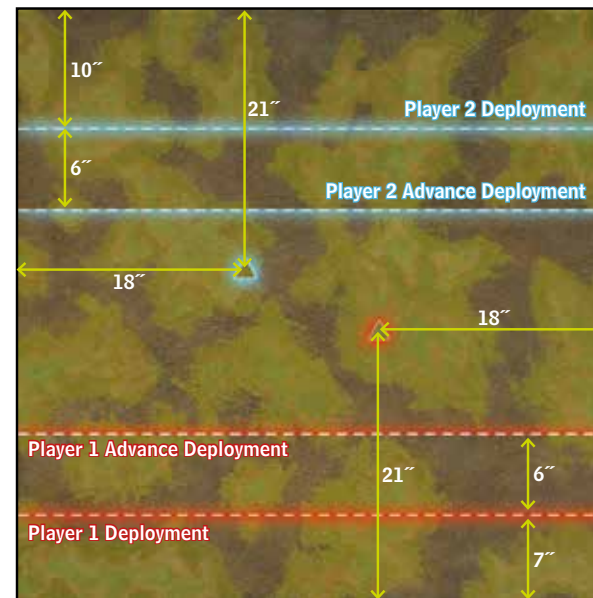 10˝
21˝
Player 2 Deployment
6˝
Player 2 Advance Deployment
18˝
18˝
Player 1 Advance Deployment
21˝
6˝
Player 1 Deployment
7˝